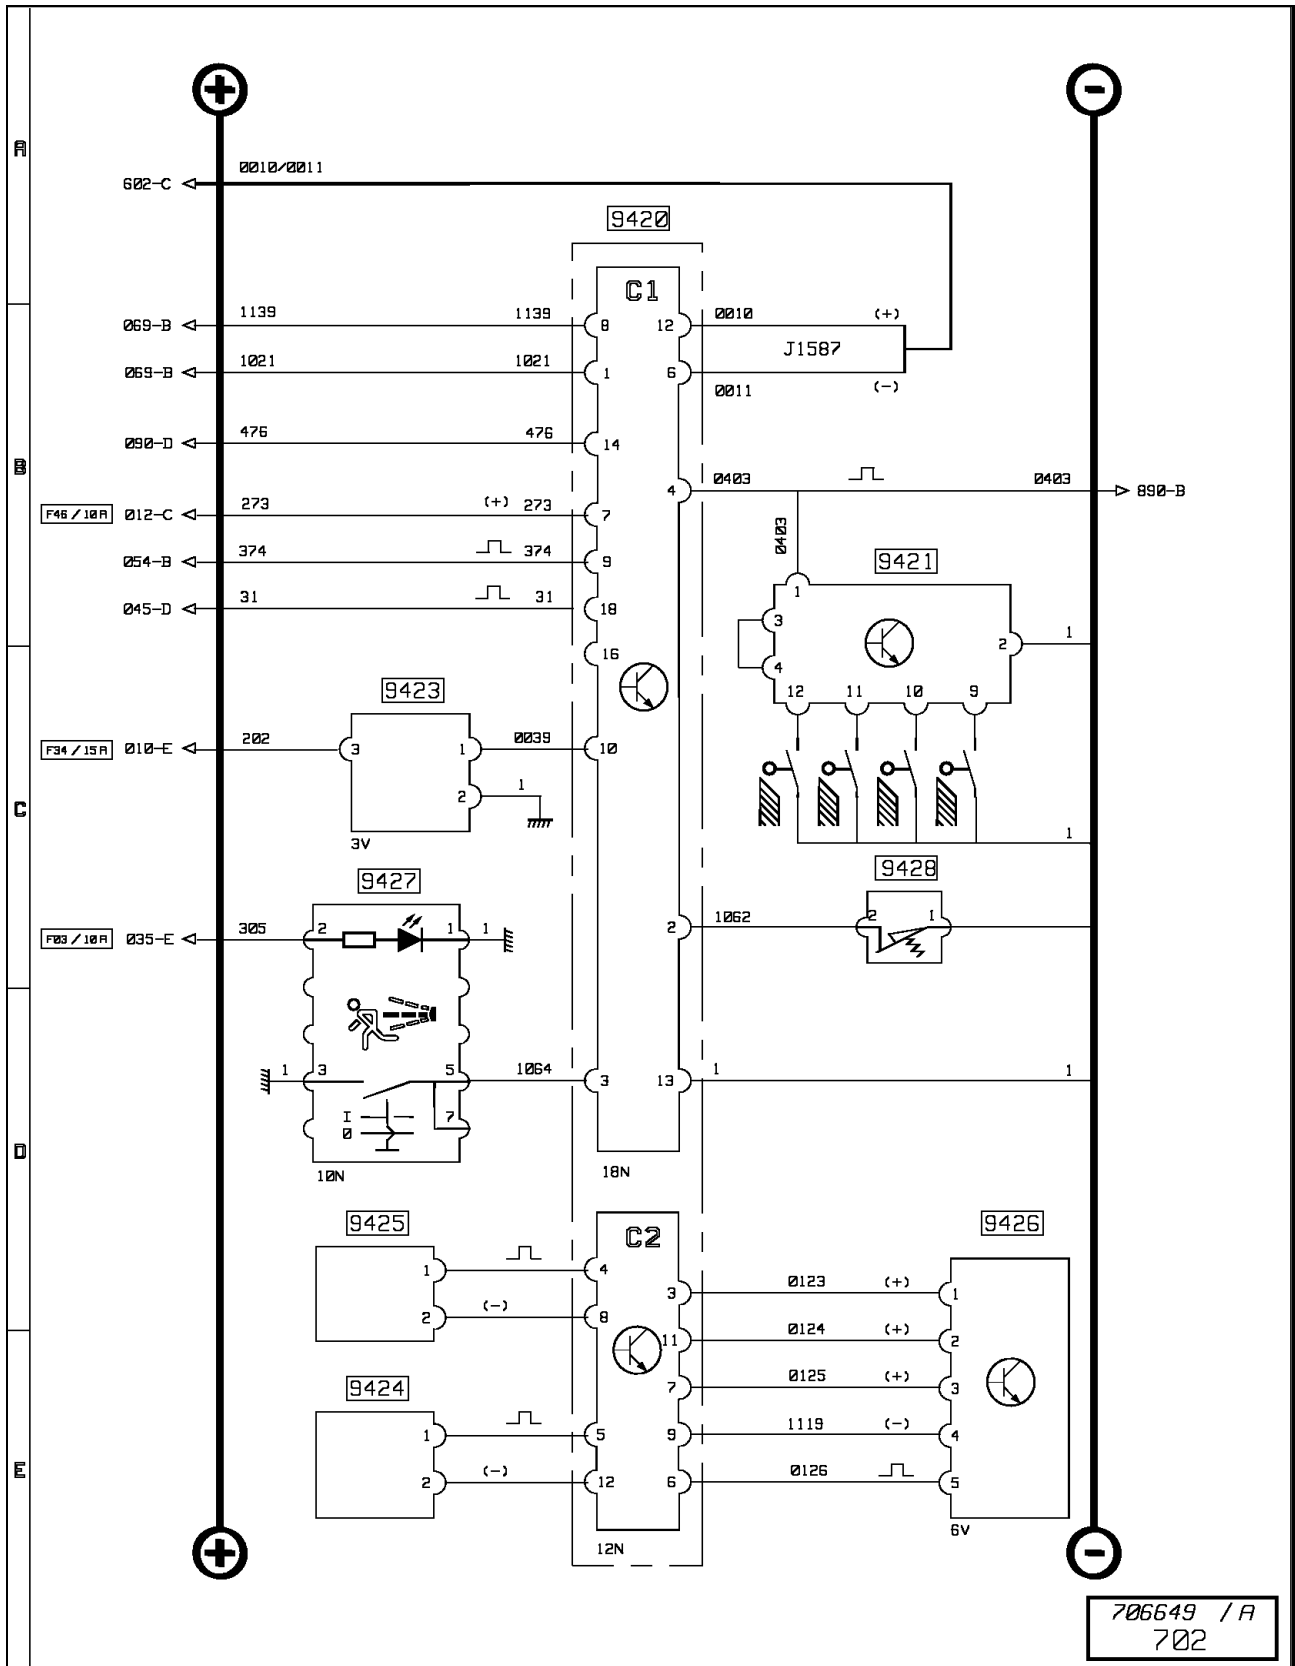 A
0010/0011
602-C
9420
C1
1139 1139 8 12 0010 (+)
069-B
J1587
1021 1021 1 6 (-)
069-B
0011
476 476 14
090-D
B
4 0403 0403 890-B
F46 / 10A 012-C 273 (+) 273 7
0403
374 374 9
054-B
9421
31 31 18
045-D
1
3
16
2 1
4
9423
12 11 10 9
F34 / 15A 010-E 202 3 1 0039 10
2 1
C
3V
1
9427
9428
F03 / 10A 035-E 305 2 1 1
2 1062 2 1
1 3 5 1064 3 13 1 1
I 7
0
D
10N
18N
9425
C2
9426
1 4
3 0123 (+) 1
2 (-) 8
11 0124 (+) 2
7 0125 (+) 3
9424
1 5 9 1119 (-) 4
E
2 (-) 12 6 0126 5
6V
12N
706649 / A
702